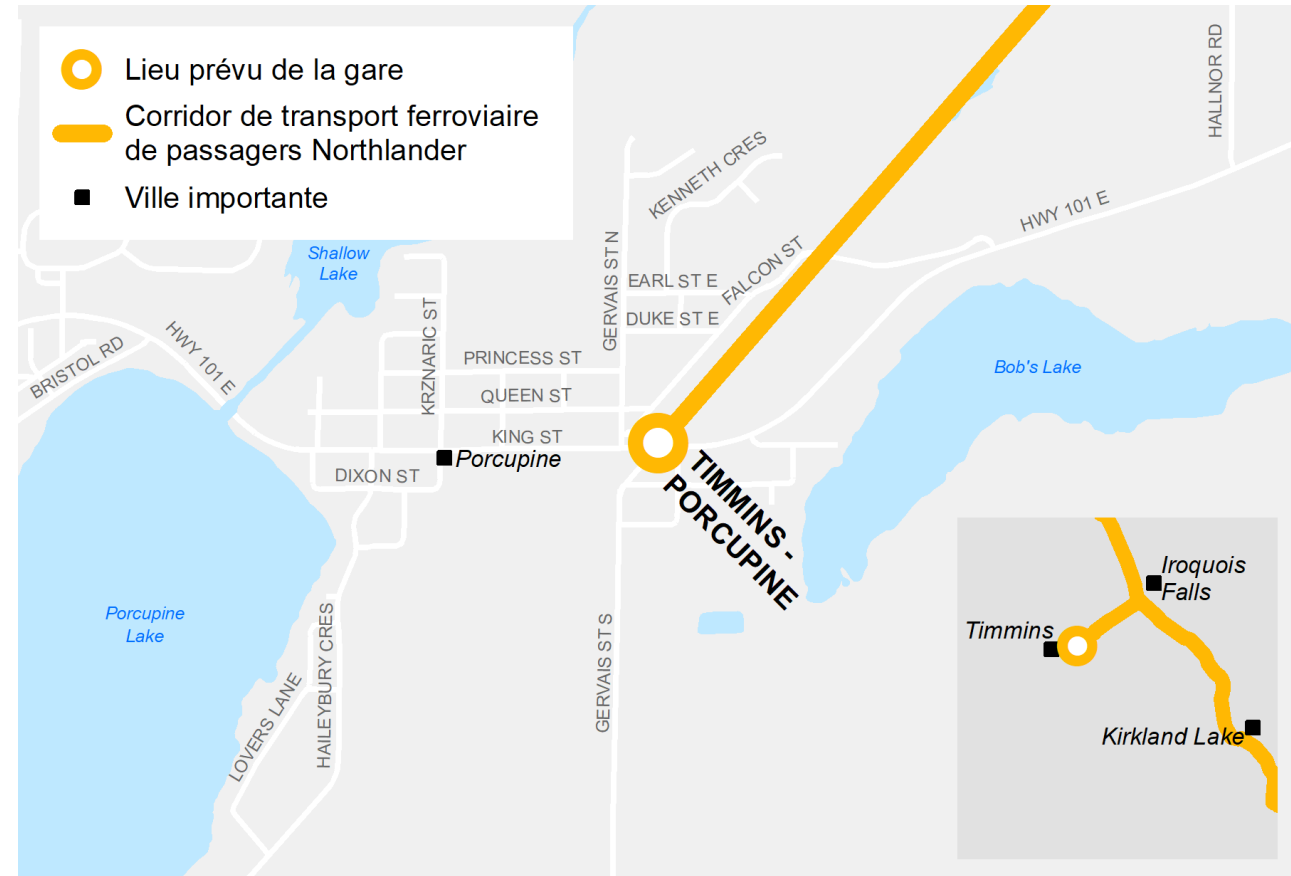 Lieu prévu de la gare
Corridor de transport ferroviaire
de passagers Northlander
Ville importante
HALLNOR RD
KENNETH CRES
HWY 101 E
Shallow
Lake
GERVAIS ST N
FALCON ST
EARL ST E
DUKE ST E
HWY 101 E
BRISTOL RD
KRZNARIC ST
PRINCESS ST
QUEEN ST
KING ST
Bob's Lake
Porcupine
DIXON ST
TIMMINS -
PORCUPINE
Porcupine
Lake
LOVERS LANE
HAILEYBURY CRES
GERVAIS ST S
Iroquois
Falls
Timmins
Kirkland Lake